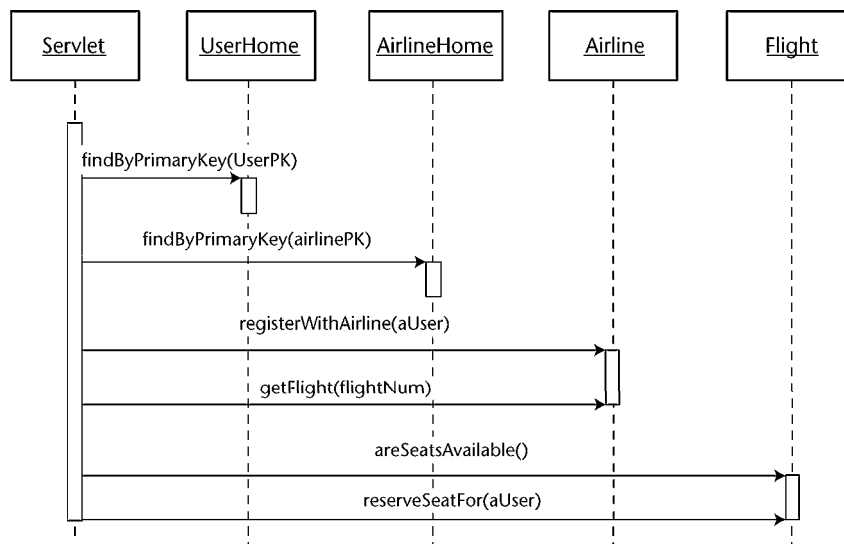 Servlet
UserHome
AirlineHome
Airline
Flight
findByPrimaryKey(UserPK)
findByPrimaryKey(airlinePK)
registerWithAirline(aUser)
getFlight(flightNum)
areSeatsAvailable()
reserveSeatFor(aUser)